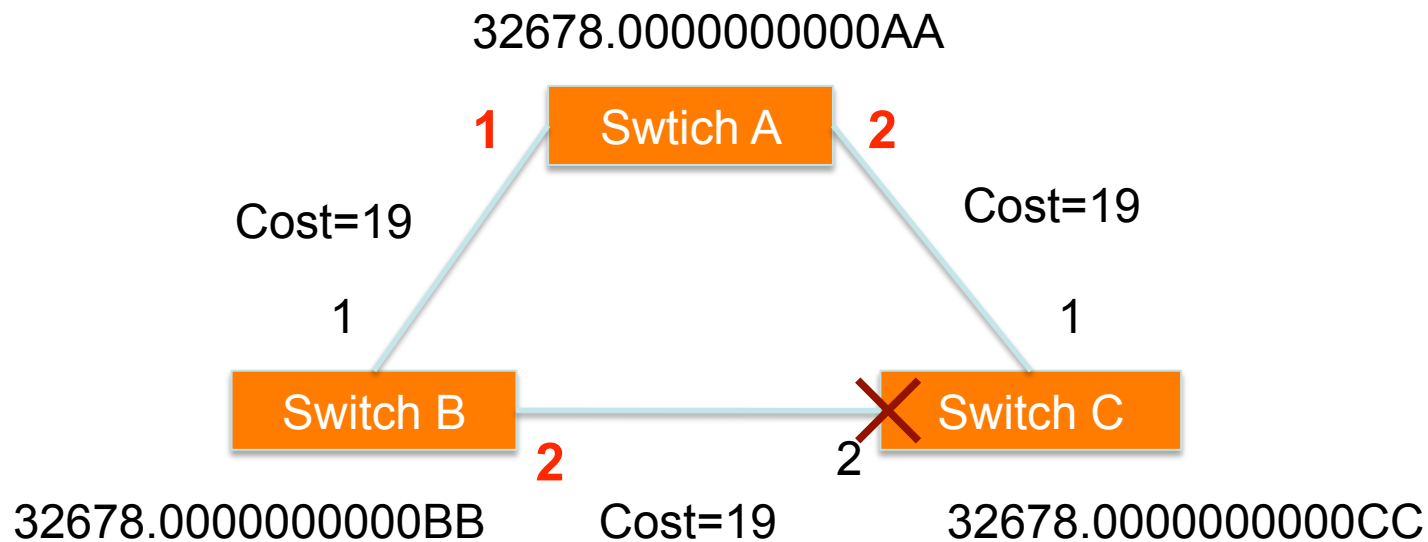 32678.0000000000AA
1 Swtich A 2
Cost=19 Cost=19
1 1
Switch B Switch C
2 2
32678.0000000000BB Cost=19 32678.0000000000CC